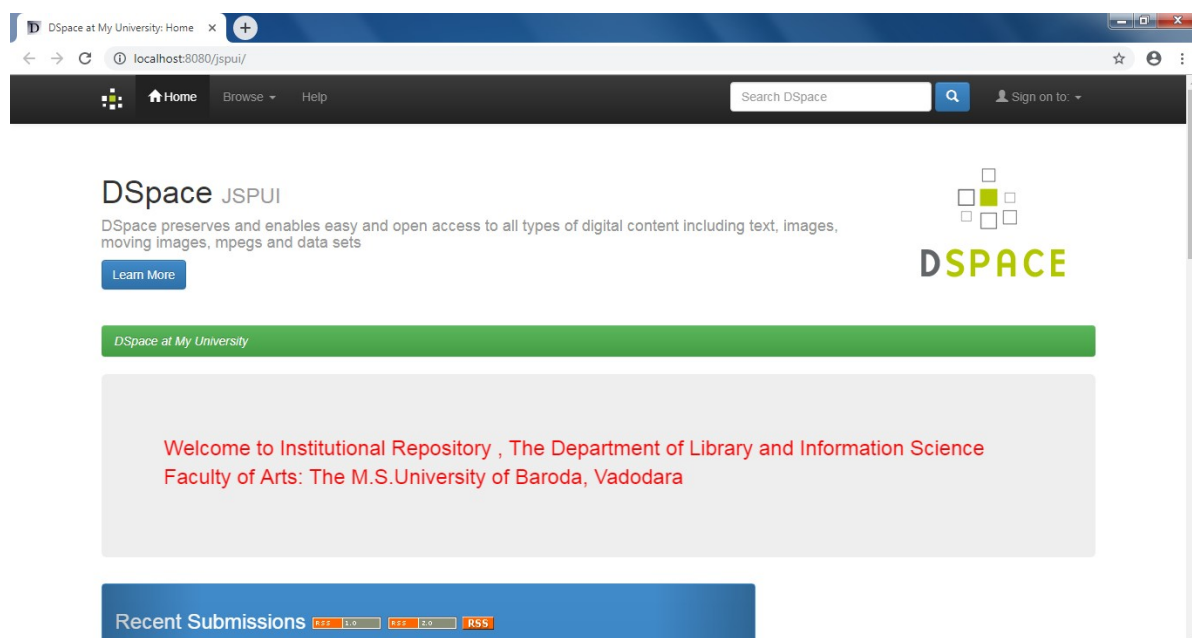 DSpace at My University: Home
localhost:8080/jspui/
Home Browse Help Search DSpace Sign on to:
DSpace JSPUI
DSpace preserves and enables easy and open access to all types of digital content including text, images,
moving images, mpegs and data sets
Learn More
DSPACE
DSpace at My University
Welcome to Institutional Repository , The Department of Library and Information Science
Faculty of Arts: The M.S.University of Baroda, Vadodara
Recent Submissions RSS 1.0 RSS 2.0 RSS